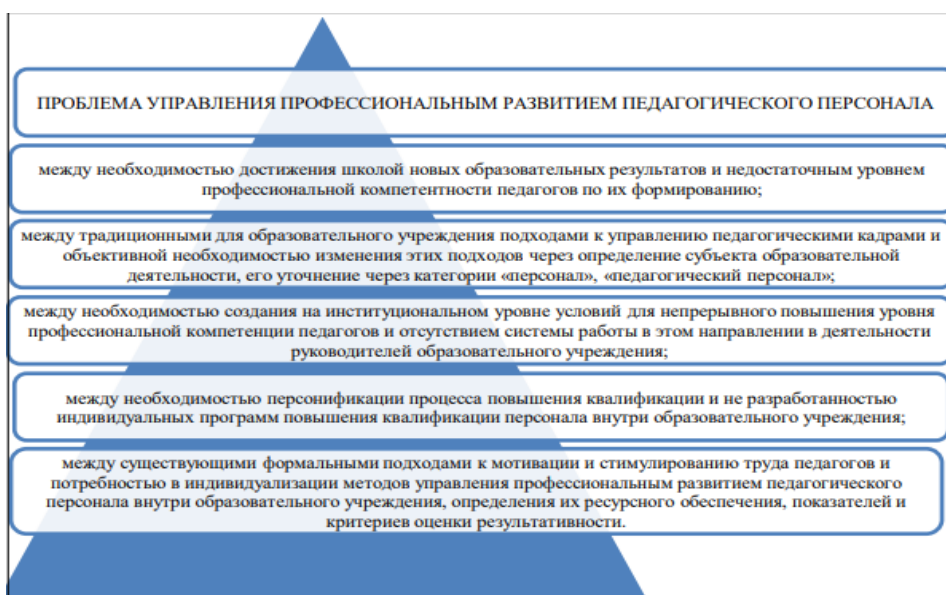 ПРОБЛЕМА УПРАВЛЕНИЯ ПРОФЕССИОНАЛЬНЫМ РАЗВИТИЕМ ПЕДАГОГИЧЕСКОГО ПЕРСОНАЛА
между необходимостью достижения школой новых образовательных результатов и недостаточным уровнем
профессиональной компетентности педагогов по их формированию;
между традиционными для образовательного учреждения подходами к управлению педагогическими кадрами и
объективной необходимостью изменения этих подходов через определение субъекта образовательной
деятельности, его уточнение через категории «персонал», «педагогический персонал»;
между необходимостью создания на институциональном уровне условий для непрерывного повышения уровня
профессиональной компетенции педагогов и отсутствием системы работы в этом направлении в деятельности
руководителей образовательного учреждения;
между необходимостью персонификации процесса повышения квалификации и не разработанностью
индивидуальных программ повышения квалификации персонала внутри образовательного учреждения;
между существующими формальными подходами к мотивации и стимулированию труда педагогов и
потребностью в индивидуализации методов управления профессиональным развитием педагогического
персонала внутри образовательного учреждения, определения их ресурсного обеспечения, показателей и
критериев оценки результативности.